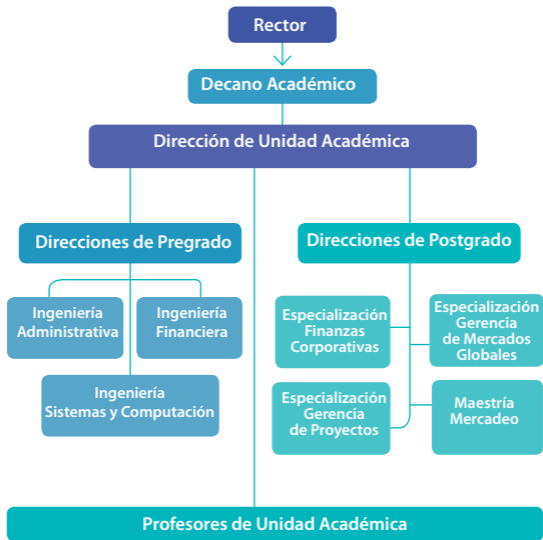 Rector
Decano Académico
Dirección de Unidad Académica
Direcciones de Pregrado
Direcciones de Postgrado
Ingeniería
Administrativa
Ingeniería
Financiera
Ingeniería
Sistemas y Computación
Especialización
Finanzas
Corporativas
Especialización
Gerencia
de Mercados
Globales
Especialización
Gerencia
de Proyectos
Maestría
Mercadeo
Profesores de Unidad Académica